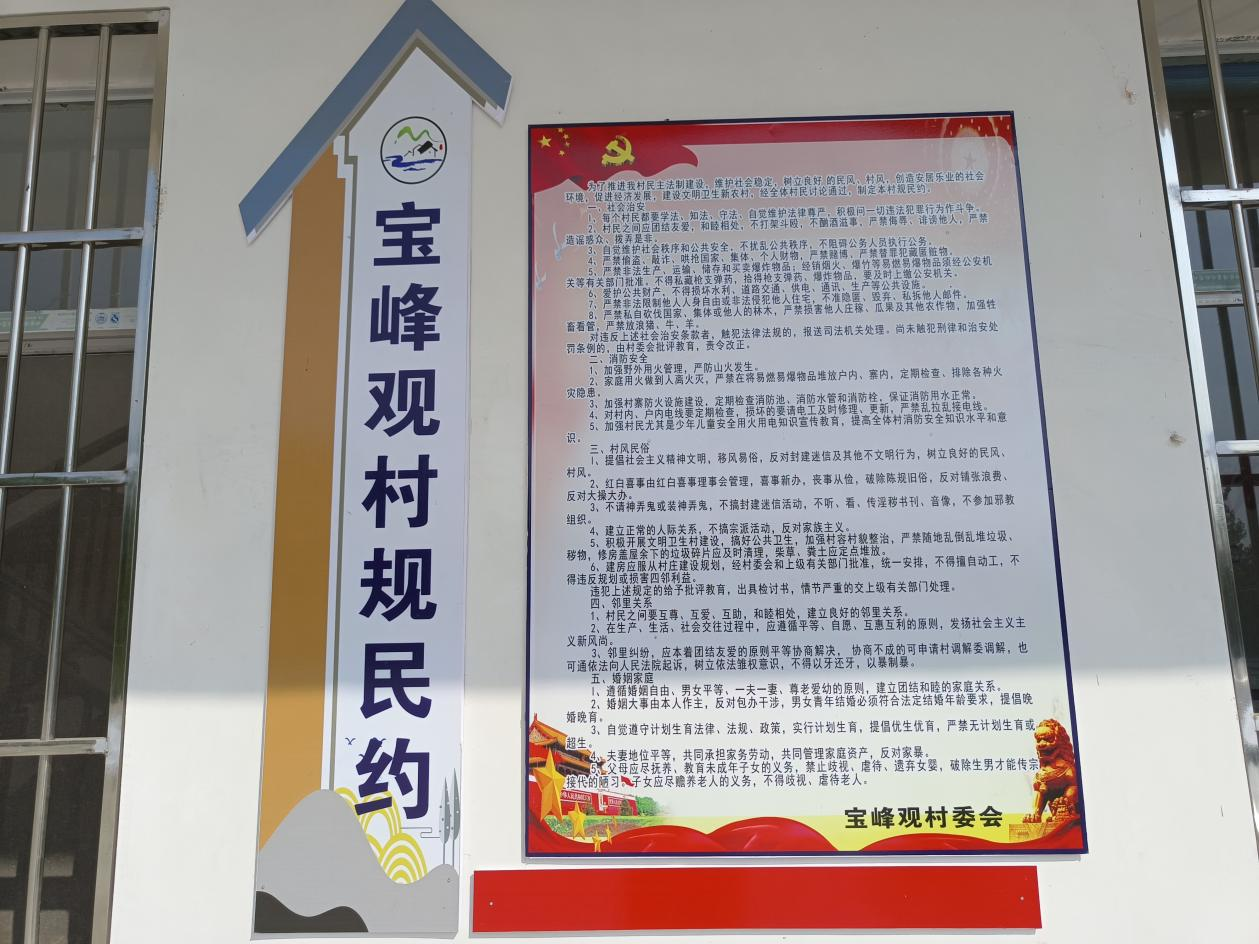 宝峰观村规民约
为了推进我村民主法制建设，维护社会稳定，树立良好的民风、村风，创造安居乐业的社会
环境，促进经济发展，建设文明卫生新农村，经全体村民讨论通过，制定本村规民约。
一、社会治安
1、每个村民都要学法、知法、守法、自觉维护法律尊严，积极同一切违法犯罪行为作斗争。
2、村民之间应团结友爱，和睦相处，不打架斗殴，不酗酒滋事，严禁侮辱、诽谤他人，严禁
造谣惑众、拨弄是非。
3、自觉维护社会秩序和公共安全，不扰乱公共秩序，不阻碍公务人员执行公务。
4、严禁偷盗、敲诈、哄抢国家、集体、个人财物，严禁赌博、严禁替罪犯藏匿赃物。
5、严禁非法生产、运输、储存和买卖爆炸物品；经销烟火、爆竹等易燃易爆物品须经公安机
关等有关部门批准。不得私藏枪支弹药，拾得枪支弹药、爆炸物品，要及时上缴公安机关。
6、爱护公共财产，不得损坏水利、道路交通、供电、通讯、生产等公共设施。
7、严禁非法限制他人人身自由或非法侵犯他人住宅，不准隐匿、毁弃、私拆他人邮件。
8、严禁私自砍伐国家、集体或他人的林木，严禁损害他人庄稼、瓜果及其他农作物，加强牲
畜看管，严禁放浪猪、牛、羊。
对违反上述社会治安条款者，触犯法律法规的，报送司法机关处理。尚未触犯刑律和治安处
罚条例的，由村委会批评教育，责令改正。
二、消防安全
1、加强野外用火管理，严防山火发生。
2、家庭用火做到人离火灭，严禁在将易燃易爆物品堆放户内、寨内，定期检查、排除各种火
灾隐患。
3、加强村寨防火设施建设，定期检查消防池、消防水管和消防栓，保证消防用水正常。
4、对村内、户内电线要定期检查，损坏的要请电工及时修理、更新，严禁乱拉乱接电线。
5、加强村民尤其是少年儿童安全用火用电知识宣传教育，提高全体村消防安全知识水平和意
识。
三、村风民俗
1、提倡社会主义精神文明，移风易俗，反对封建迷信及其他不文明行为，树立良好的民风、
村风。
2、红白喜事由红白喜事理事会管理，喜事新办，丧事从俭，破除陈规旧俗，反对铺张浪费、
反对大操大办。
3、不请神弄鬼或装神弄鬼，不搞封建迷信活动，不听、看、传淫秽书刊、音像，不参加邪教
组织。
4、建立正常的人际关系，不搞宗派活动，反对家族主义。
5、积极开展文明卫生村建设，搞好公共卫生，加强村容村貌整治，严禁随地乱倒乱堆垃圾、
秽物，修房盖屋余下的垃圾碎片应及时清理，柴草、粪土应定点堆放。
6、建房应服从村庄建设规划，经村委会和上级有关部门批准，统一安排，不得擅自动工，不
得违反规划或损害四邻利益。
违犯上述规定的给予批评教育，出具检讨书，情节严重的交上级有关部门处理。
四、邻里关系
1、村民之间要互尊、互爱、互助，和睦相处，建立良好的邻里关系。
2、在生产、生活、社会交往过程中，应遵循平等、自愿、互惠互利的原则，发扬社会主义主
义新风尚。
3、邻里纠纷，应本着团结友爱的原则平等协商解决， 协商不成的可申请村调解委调解，也
可通依法向人民法院起诉，树立依法雏权意识，不得以牙还牙，以暴制暴。
五、婚姻家庭
1、遵循婚姻自由、男女平等、一夫一妻、尊老爱幼的原则，建立团结和睦的家庭关系。
2、婚姻大事由本人作主，反对包办干涉，男女青年结婚必须符合法定结婚年龄要求，提倡晚
婚晚育。
3、自觉遵守计划生育法律、法规、政策，实行计划生育，提倡优生优育，严禁无计划生育或
超生。
4、夫妻地位平等，共同承担家务劳动，共同管理家庭资产，反对家暴。
5、父母应尽抚养、教育未成年子女的义务，禁止歧视、虐待、遗弃女婴，破除生男才能传宗
接代的陋习。子女应尽赡养老人的义务，不得歧视、虐待老人。
宝峰观村委会